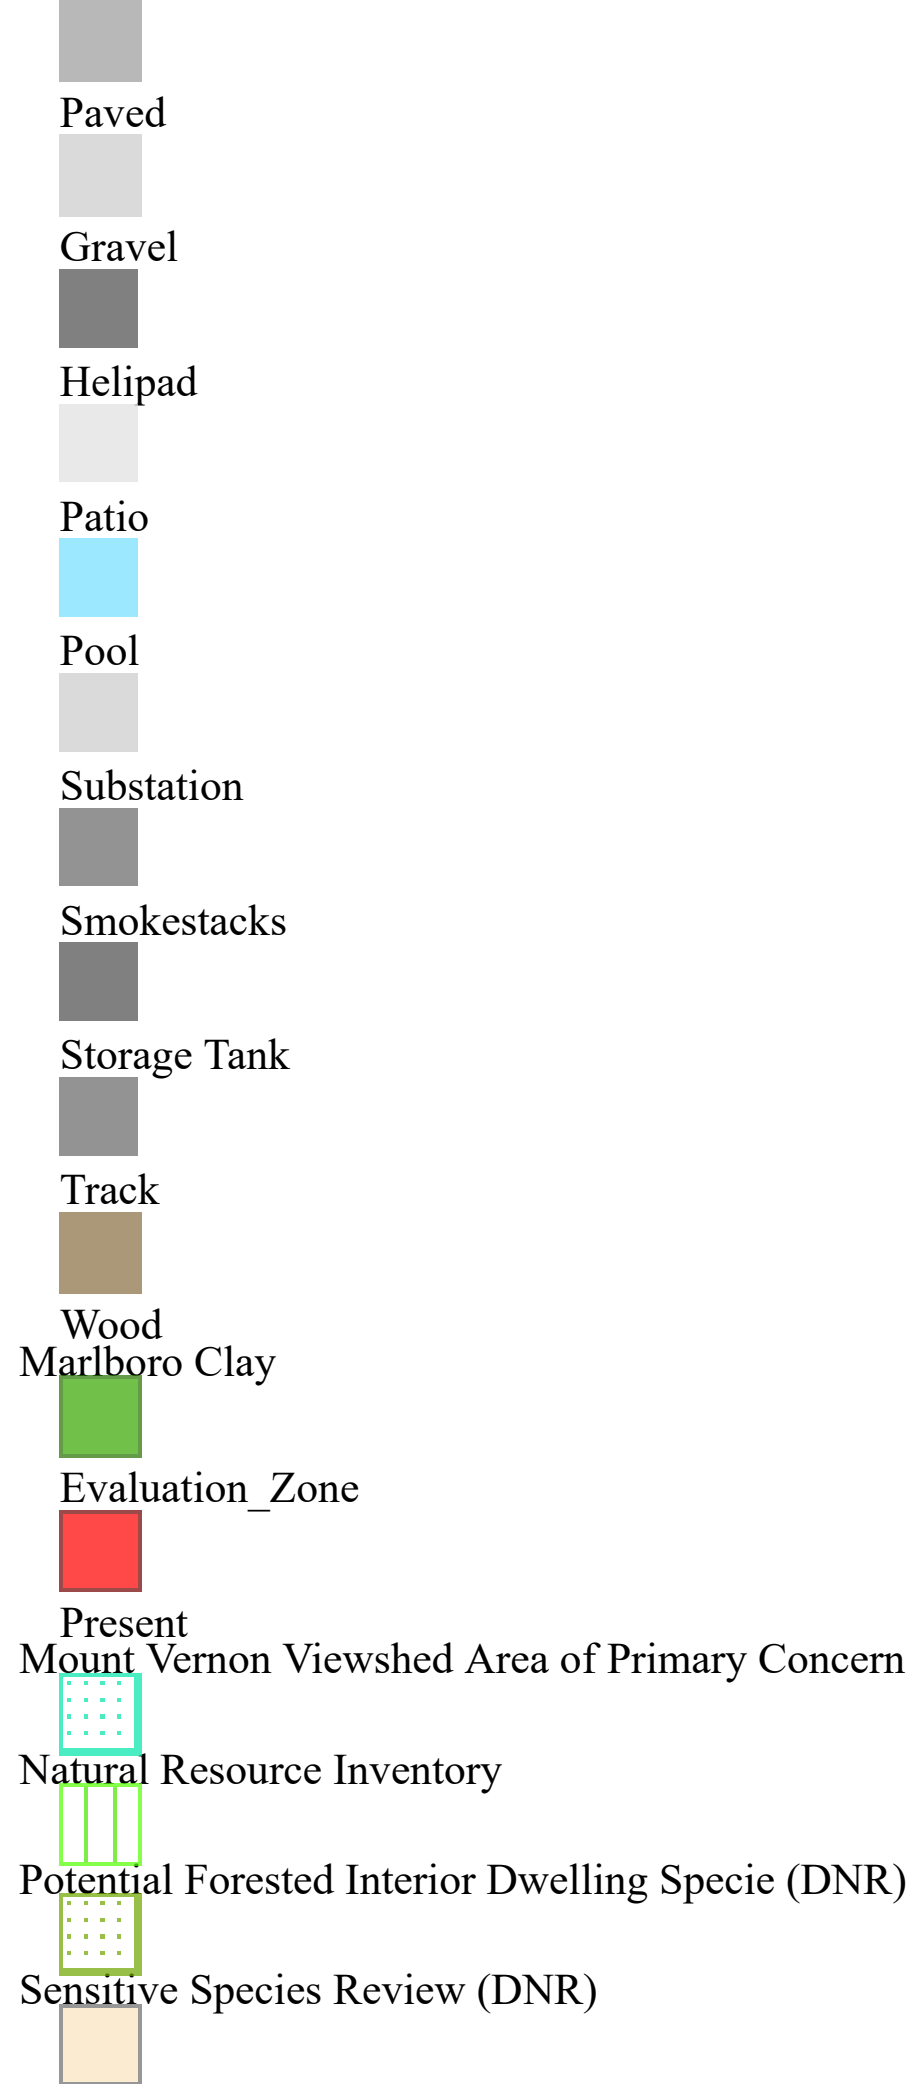 Paved
Gravel
Helipad
Patio
Pool
Substation
Smokestacks
Storage Tank
Track
Wood
Marlboro Clay
Evaluation_Zone
Present
Mount Vernon Viewshed Area of Primary Concern
Natural Resource Inventory
Potential Forested Interior Dwelling Specie (DNR)
Sensitive Species Review (DNR)